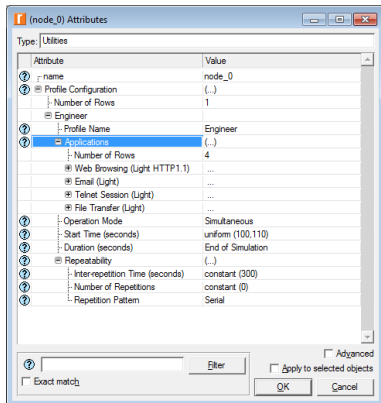 (node_0) Attributes
Type: Utilities
Attribute Value
name node_0
Profile Configuration (...)
Number of Rows 1
Engineer
Profile Name Engineer
Applications (...)
Number of Rows 4
Web Browsing (Light HTTP1.1) ...
Email (Light) ...
Telnet Session (Light) ...
File Transfer (Light) ...
Operation Mode Simultaneous
Start Time (seconds) uniform (100,110)
Duration (seconds) End of Simulation
Repeatability (...)
Inter-repetition Time (seconds) constant (300)
Number of Repetitions constant (0)
Repetition Pattern Serial
Advanced
Filter Apply to selected objects
Exact match OK Cancel